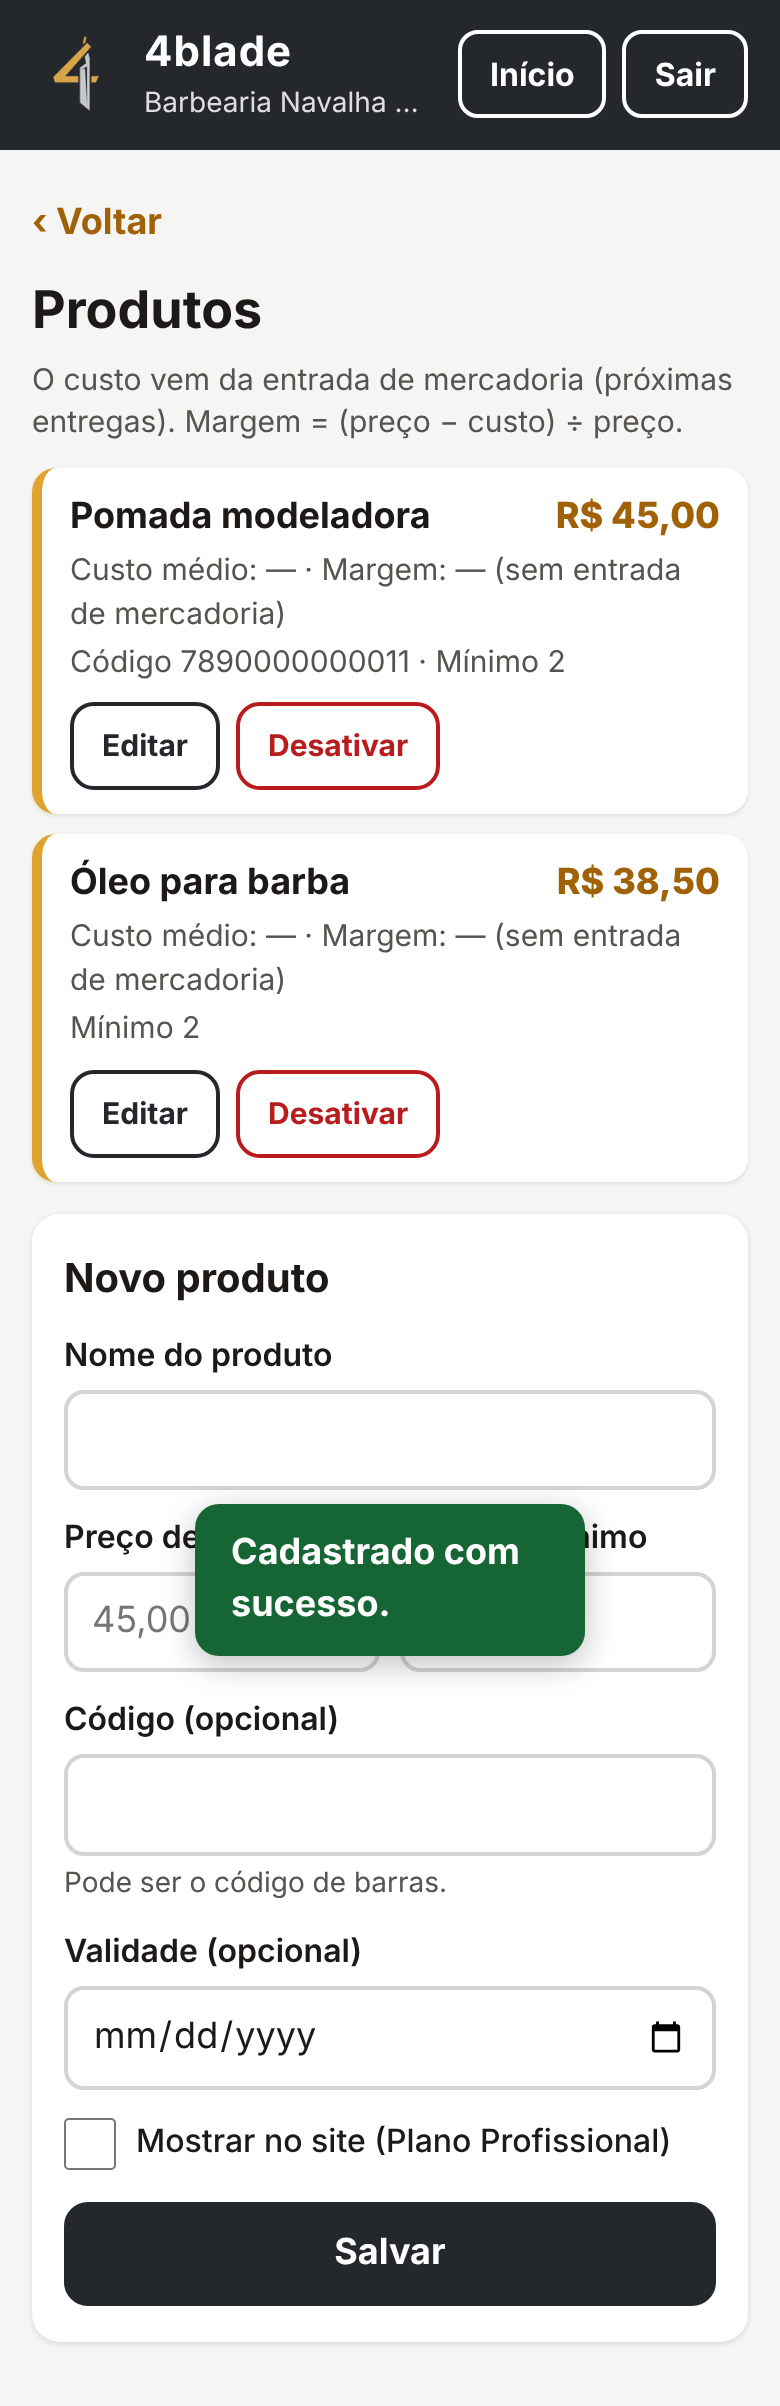 4blade
Barbearia Navalha ...
Início
Sair
‹ Voltar
Produtos
O custo vem da entrada de mercadoria (próximas
entregas). Margem = (preço − custo) ÷ preço.
Pomada modeladora
R$ 45,00
Custo médio: — · Margem: — (sem entrada
de mercadoria)
Código 7890000000011 · Mínimo 2
Editar
Desativar
Óleo para barba
R$ 38,50
Custo médio: — · Margem: — (sem entrada
de mercadoria)
Mínimo 2
Editar
Desativar
Novo produto
Nome do produto
Preço de
Cadastrado com
sucesso.
45,00
Código (opcional)
Pode ser o código de barras.
Validade (opcional)
mm/dd/yyyy
Mostrar no site (Plano Profissional)
Salvar